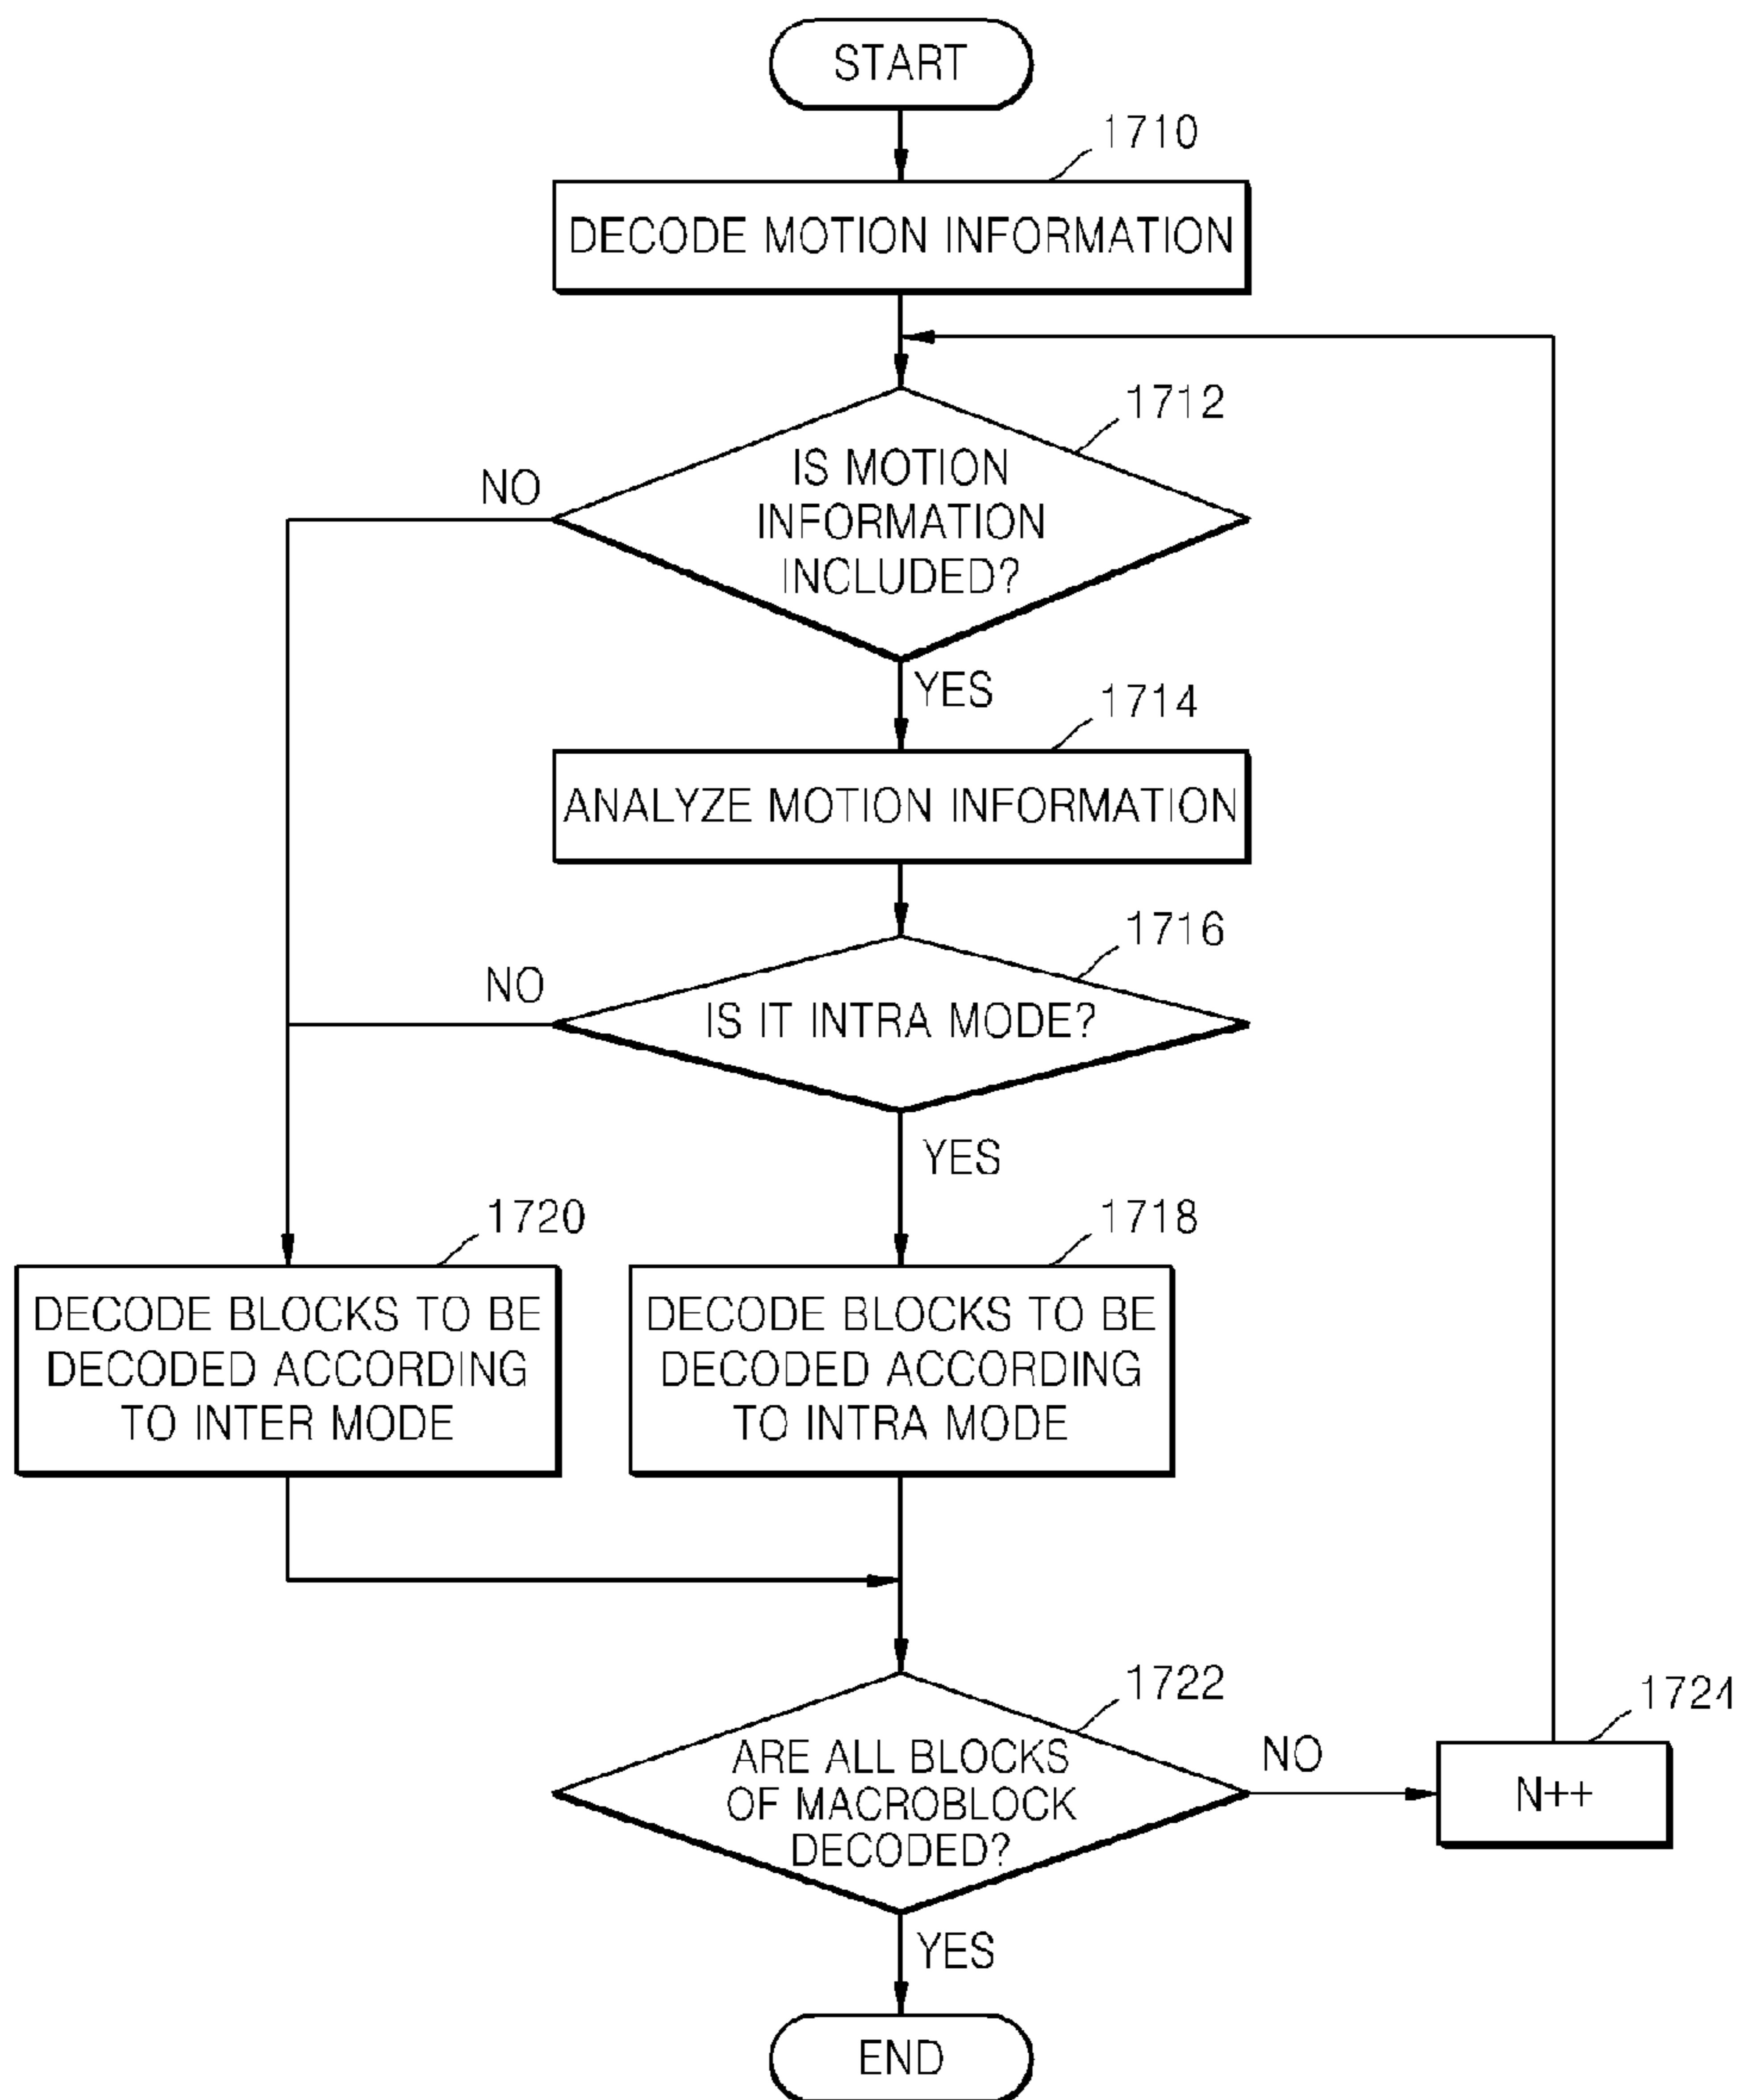 START
1710
DECODE MOTION INFORMATION
1712
IS MOTION
INFORMATION
INCLUDED?
NO
YES
1714
ANALYZE MOTION INFORMATION
1716
NO
IS IT INTRA MODE?
YES
1720
DECODE BLOCKS TO BE
DECODED ACCORDING
TO INTER MODE
1718
DECODE BLOCKS TO BE
DECODED ACCORDING
TO INTRA MODE
1722
ARE ALL BLOCKS
OF MACROBLOCK
DECODED?
NO
1724
N++
YES
END